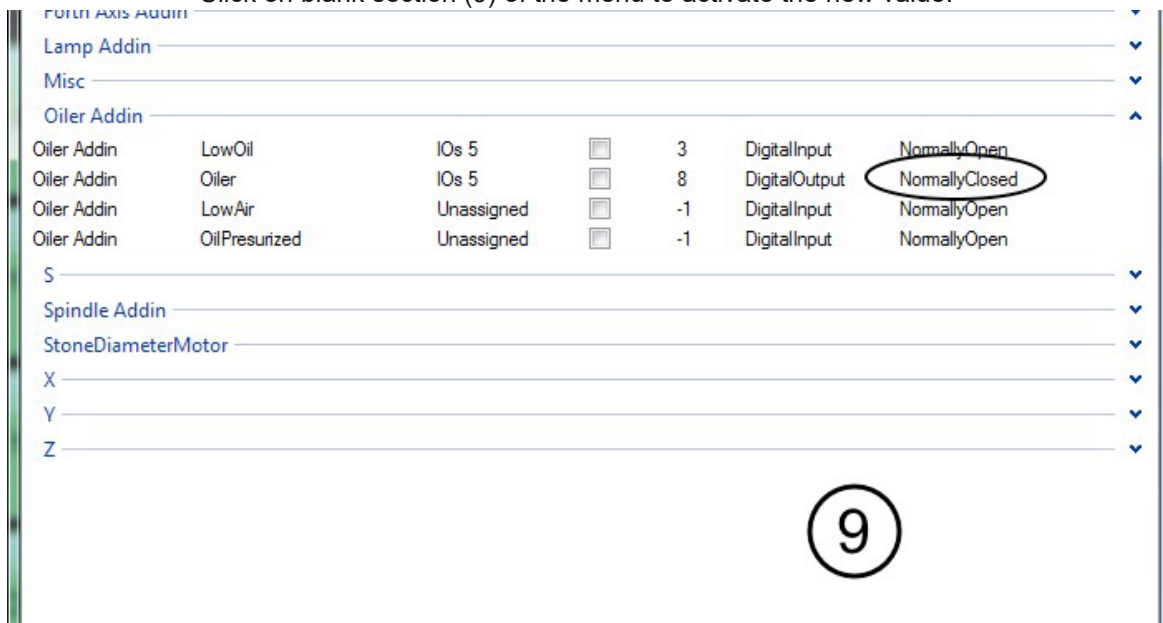 Click on blank section (9) of the menu to activate the new value.
Forth Axis Addin
Lamp Addin
Misc
Oiler Addin
Oiler Addin LowOil IOs 5 3 DigitalInput NormallyOpen
Oiler Addin Oiler IOs 5 8 DigitalOutput NormallyClosed
Oiler Addin LowAir Unassigned -1 DigitalInput NormallyOpen
Oiler Addin OilPresurized Unassigned -1 DigitalInput NormallyOpen
S
Spindle Addin
StoneDiameterMotor
X
Y
Z
9